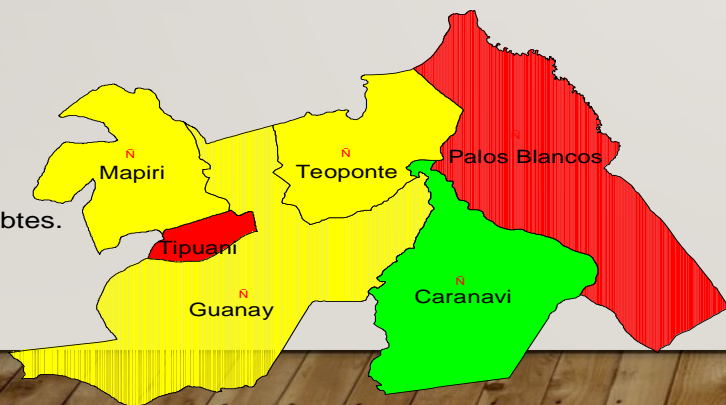 Ñ
Mapiri
Ñ
Teoponte
Ñ
Palos Blancos
btes.
Tipuani
Ñ
Guanay
Ñ
Caranavi